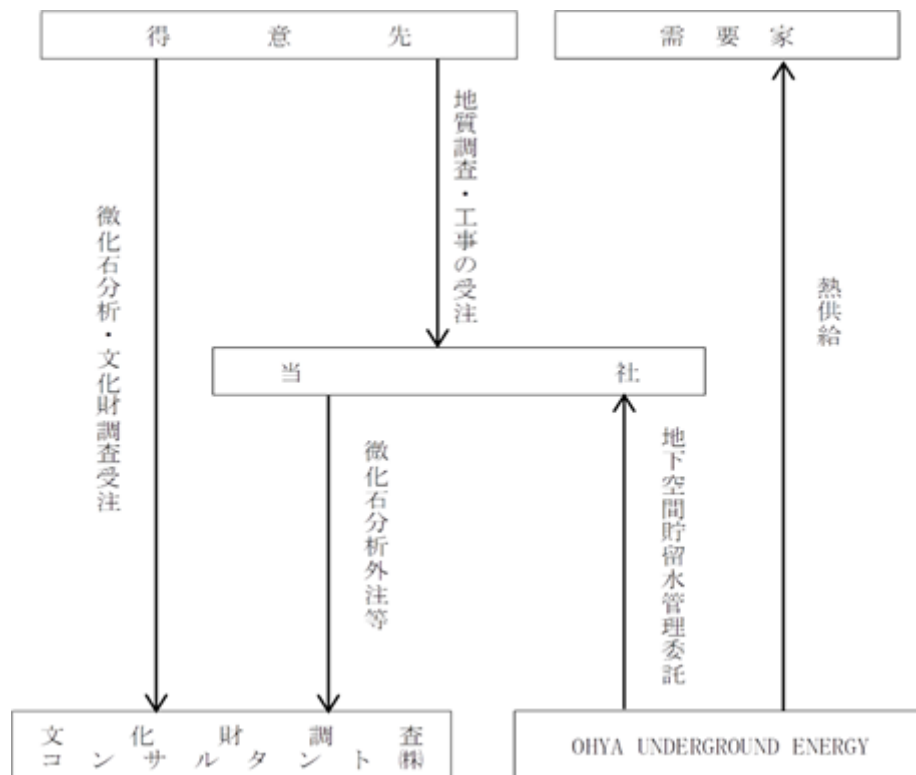 得意先
需要家
地質調査・工事の受注
微化石分析・文化財調査受注
熱供給
当社
微化石分析外注等
地下空間貯留水管理委託
文化財調査
コンサルタント㈱
OHYA UNDERGROUND ENERGY